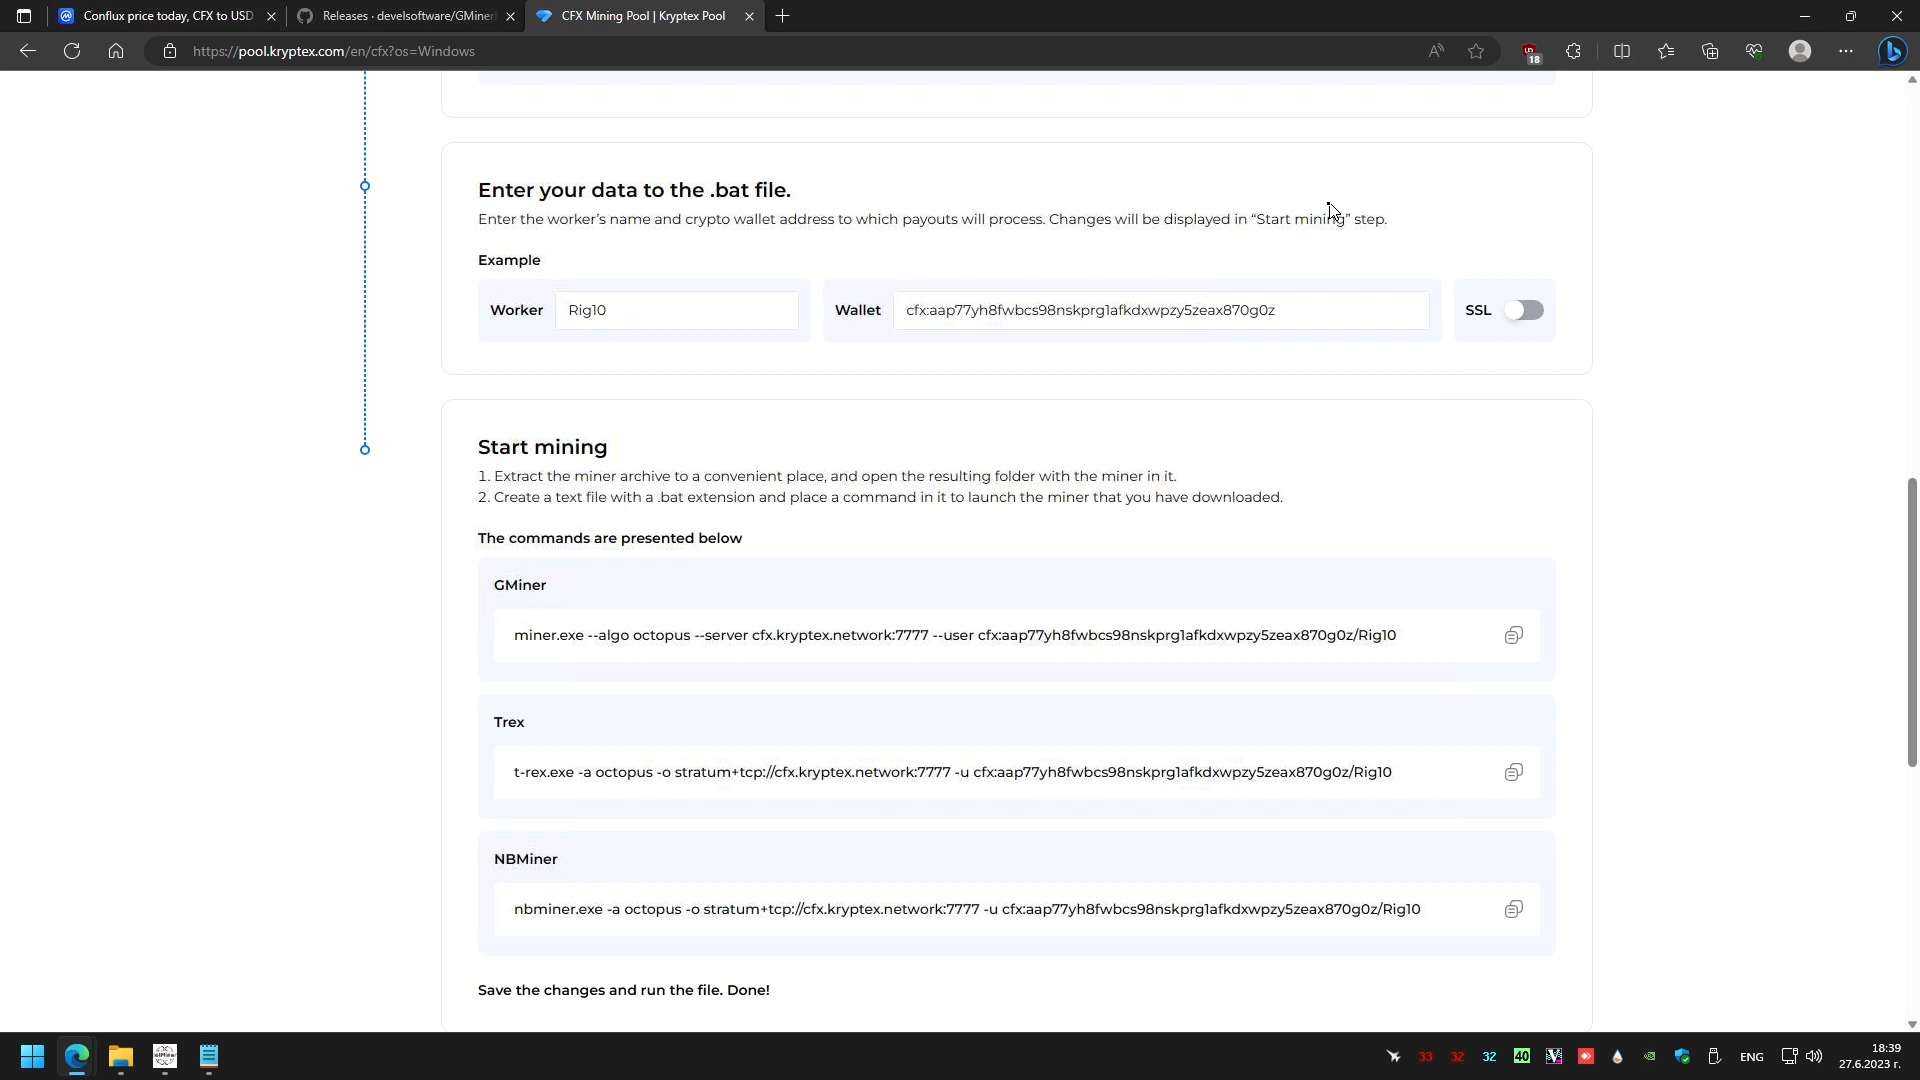 Conflux price today, CFX to USD
Releases · develsoftware/GMiner
CFX Mining Pool | Kryptex Pool
https://pool.kryptex.com/en/cfx?os=Windows
18
Enter your data to the .bat file.
Enter the worker's name and crypto wallet address to which payouts will process. Changes will be displayed in “Start mining” step.
Example
Worker Rig10 Wallet cfx:aap77yh8fwbcs98nskprg1afkdxwpzy5zeax870g0z SSL
Start mining
1. Extract the miner archive to a convenient place, and open the resulting folder with the miner in it.
2. Create a text file with a .bat extension and place a command in it to launch the miner that you have downloaded.
The commands are presented below
GMiner
miner.exe --algo octopus --server cfx.kryptex.network:7777 --user cfx:aap77yh8fwbcs98nskprg1afkdxwpzy5zeax870g0z/Rig10
Trex
t-rex.exe -a octopus -o stratum+tcp://cfx.kryptex.network:7777 -u cfx:aap77yh8fwbcs98nskprg1afkdxwpzy5zeax870g0z/Rig10
NBMiner
nbminer.exe -a octopus -o stratum+tcp://cfx.kryptex.network:7777 -u cfx:aap77yh8fwbcs98nskprg1afkdxwpzy5zeax870g0z/Rig10
Save the changes and run the file. Done!
33 32 32 40 ENG 18:39
27.6.2023 г.